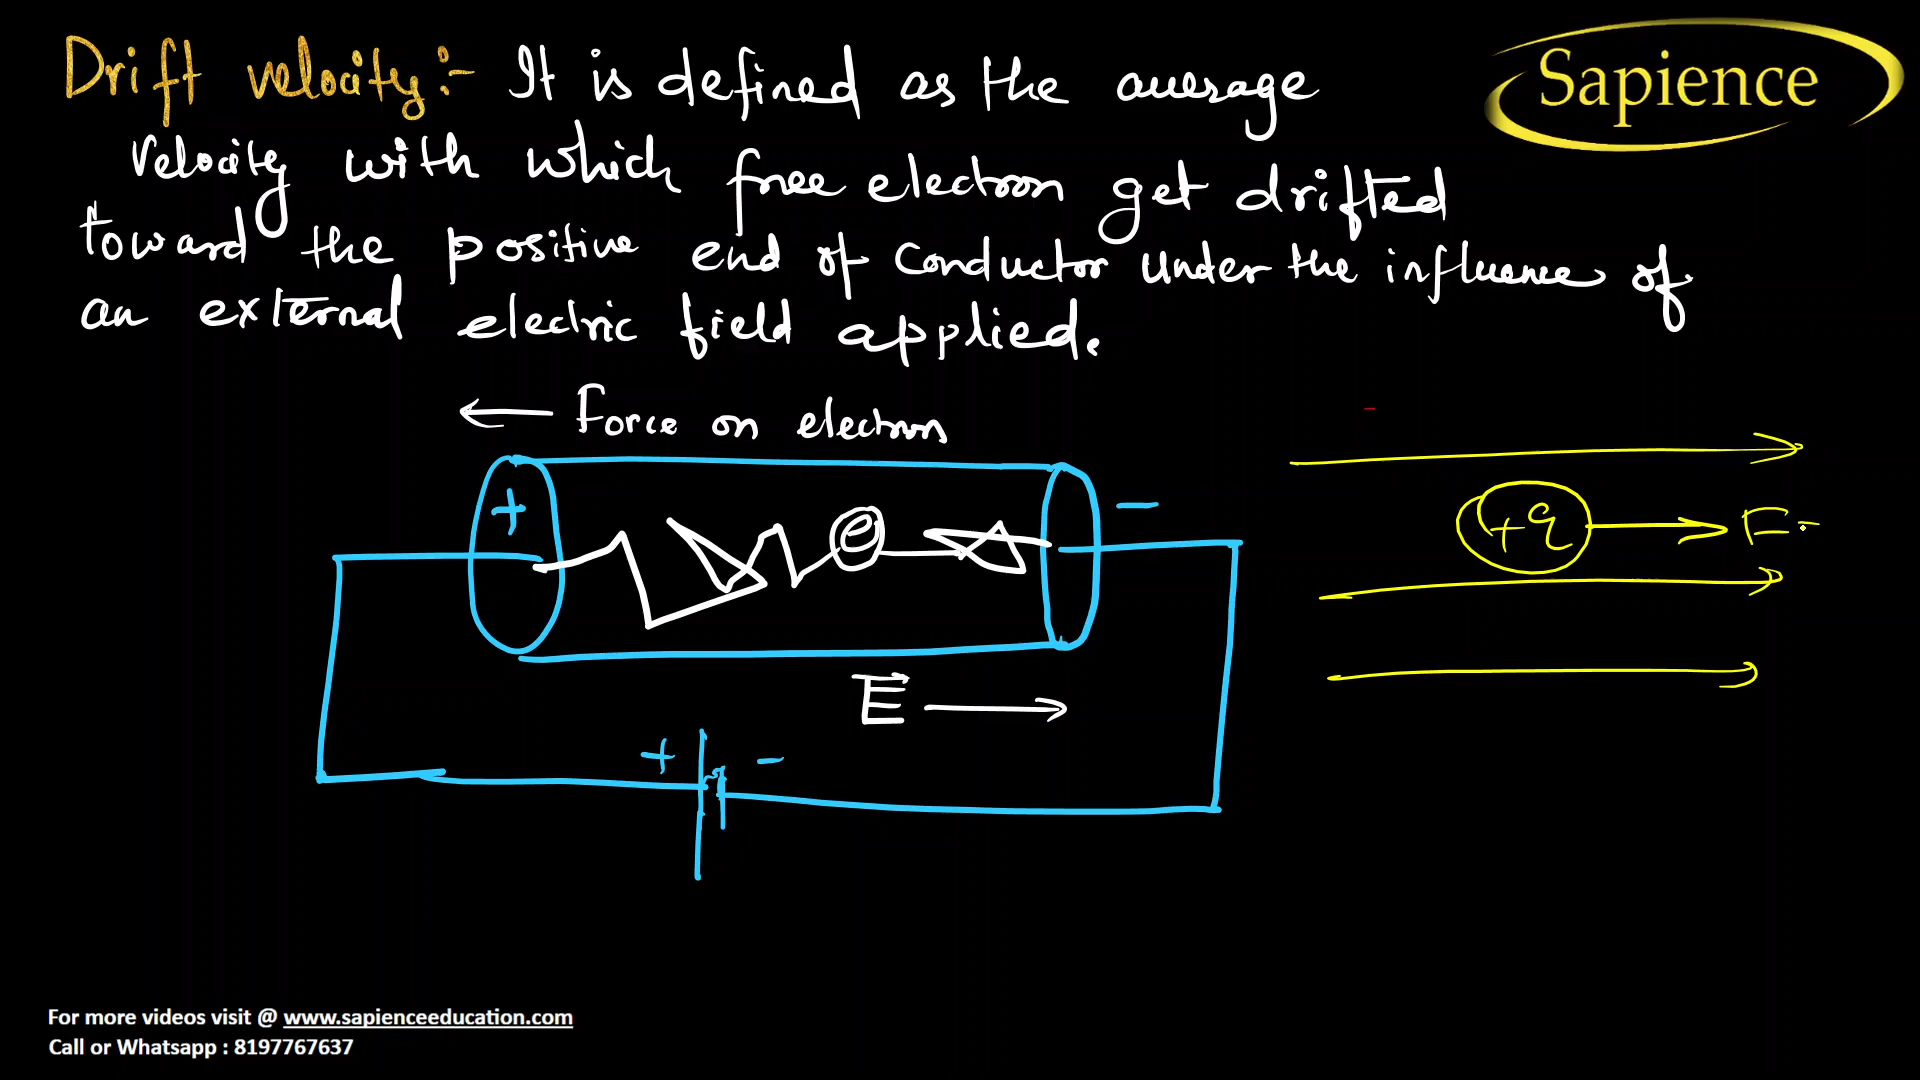 Drift velocity:- It is defined as the average
Sapience
velocity with which free electron get drifted
toward the positive end of conductor under the influence of
an external electric field applied.
← Force on electron
+ e -
+q → F=
E →
+ -
For more videos visit @ www.sapienceeducation.com
Call or Whatsapp : 8197767637